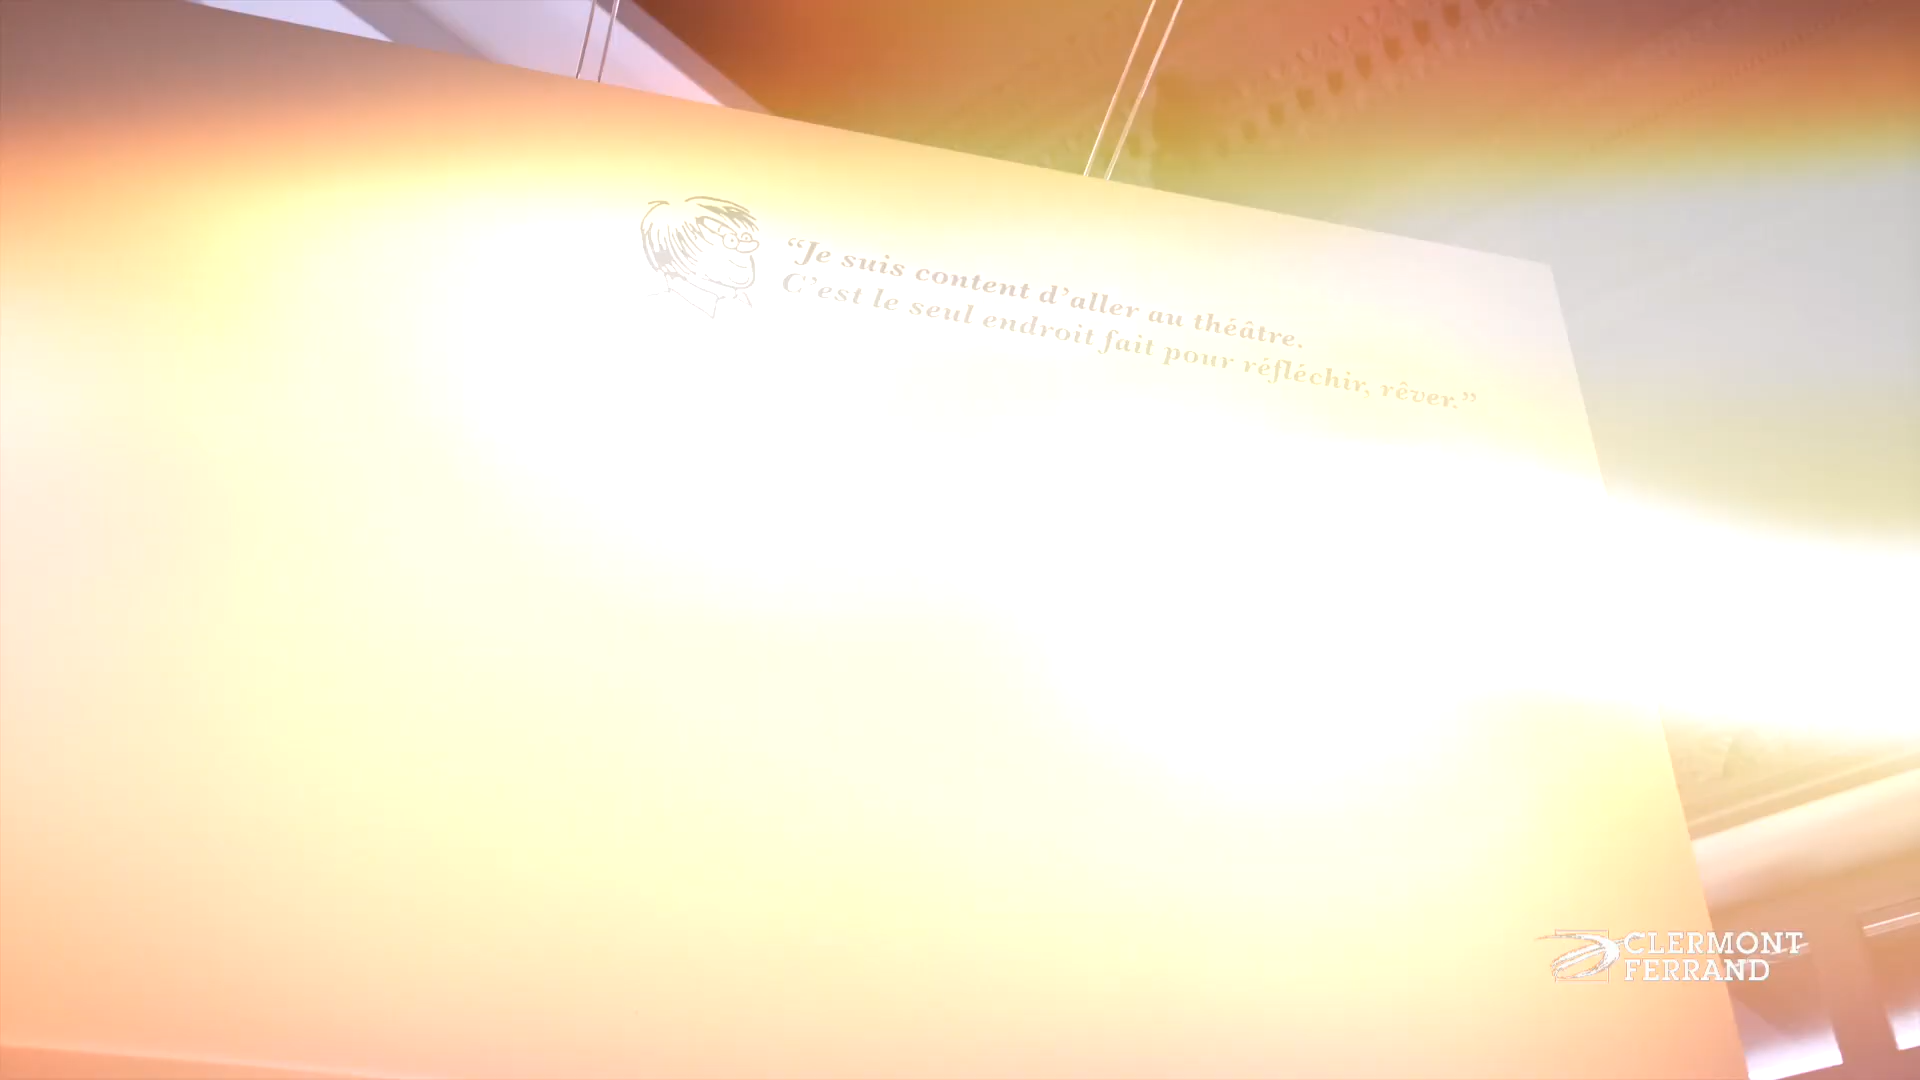 “Je suis content d’aller au théâtre.
C’est le seul endroit fait pour réfléchir, rêver.”
CLERMONT
FERRAND